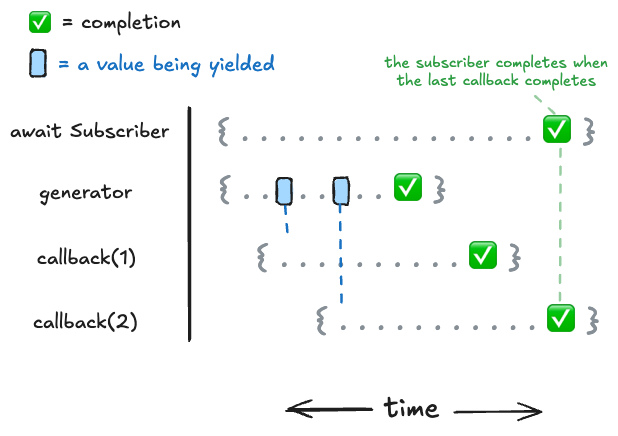 ✅ = completion
= a value being yielded
the subscriber completes when
the last callback completes
await Subscriber { . . . . . . . . . . . . . . . . ✅ }
generator { . . . . . . ✅ }
callback(1) { . . . . . . . . . . ✅ }
callback(2) { . . . . . . . . . . . ✅ }
time